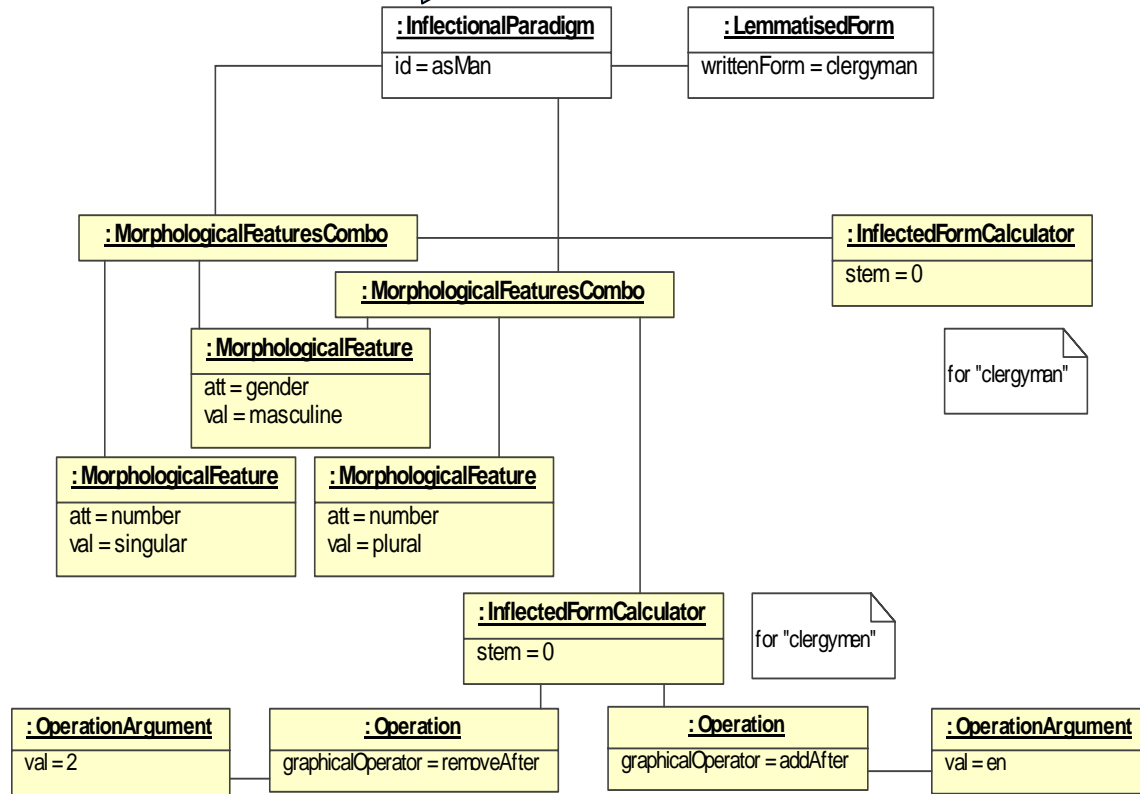 : InflectionalParadigm
id = asMan
: LemmatisedForm
writtenForm = clergyman
: MorphologicalFeaturesCombo
: InflectedFormCalculator
stem = 0
: MorphologicalFeaturesCombo
for "clergyman"
: MorphologicalFeature
att = gender
val = masculine
: MorphologicalFeature
att = number
val = singular
: MorphologicalFeature
att = number
val = plural
: InflectedFormCalculator
stem = 0
for "clergymen"
: OperationArgument
val = 2
: Operation
graphicalOperator = removeAfter
: Operation
graphicalOperator = addAfter
: OperationArgument
val = en